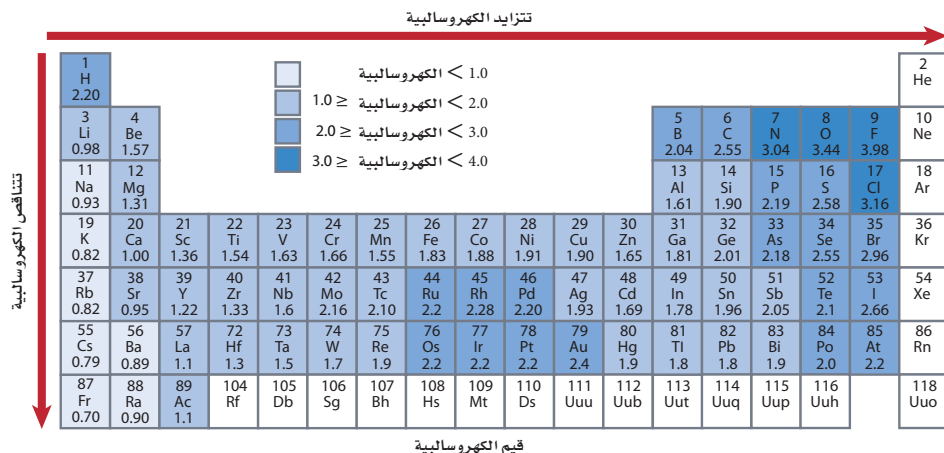 تتزايد الكهروسالبية
تتناقص الكهروسالبية
1.0 > الكهروسالبية
2.0 > الكهروسالبية ≥ 1.0
3.0 > الكهروسالبية ≥ 2.0
4.0 > الكهروسالبية ≥ 3.0
1 2
H He
2.20
3 4 5 6 7 8 9 10
Li Be B C N O F Ne
0.98 1.57 2.04 2.55 3.04 3.44 3.98
11 12 13 14 15 16 17 18
Na Mg Al Si P S Cl Ar
0.93 1.31 1.61 1.90 2.19 2.58 3.16
19 20 21 22 23 24 25 26 27 28 29 30 31 32 33 34 35 36
K Ca Sc Ti V Cr Mn Fe Co Ni Cu Zn Ga Ge As Se Br Kr
0.82 1.00 1.36 1.54 1.63 1.66 1.55 1.83 1.88 1.91 1.90 1.65 1.81 2.01 2.18 2.55 2.96
37 38 39 40 41 42 43 44 45 46 47 48 49 50 51 52 53 54
Rb Sr Y Zr Nb Mo Tc Ru Rh Pd Ag Cd In Sn Sb Te I Xe
0.82 0.95 1.22 1.33 1.6 2.16 2.10 2.2 2.28 2.20 1.93 1.69 1.78 1.96 2.05 2.1 2.66
55 56 57 72 73 74 75 76 77 78 79 80 81 82 83 84 85 86
Cs Ba La Hf Ta W Re Os Ir Pt Au Hg Tl Pb Bi Po At Rn
0.79 0.89 1.1 1.3 1.5 1.7 1.9 2.2 2.2 2.2 2.4 1.9 1.8 1.8 1.9 2.0 2.2
87 88 89 104 105 106 107 108 109 110 111 112 113 114 115 116 118
Fr Ra Ac Rf Db Sg Bh Hs Mt Ds Uuu Uub Uut Uuq Uup Uuh Uuo
0.70 0.90 1.1
قيم الكهروسالبية